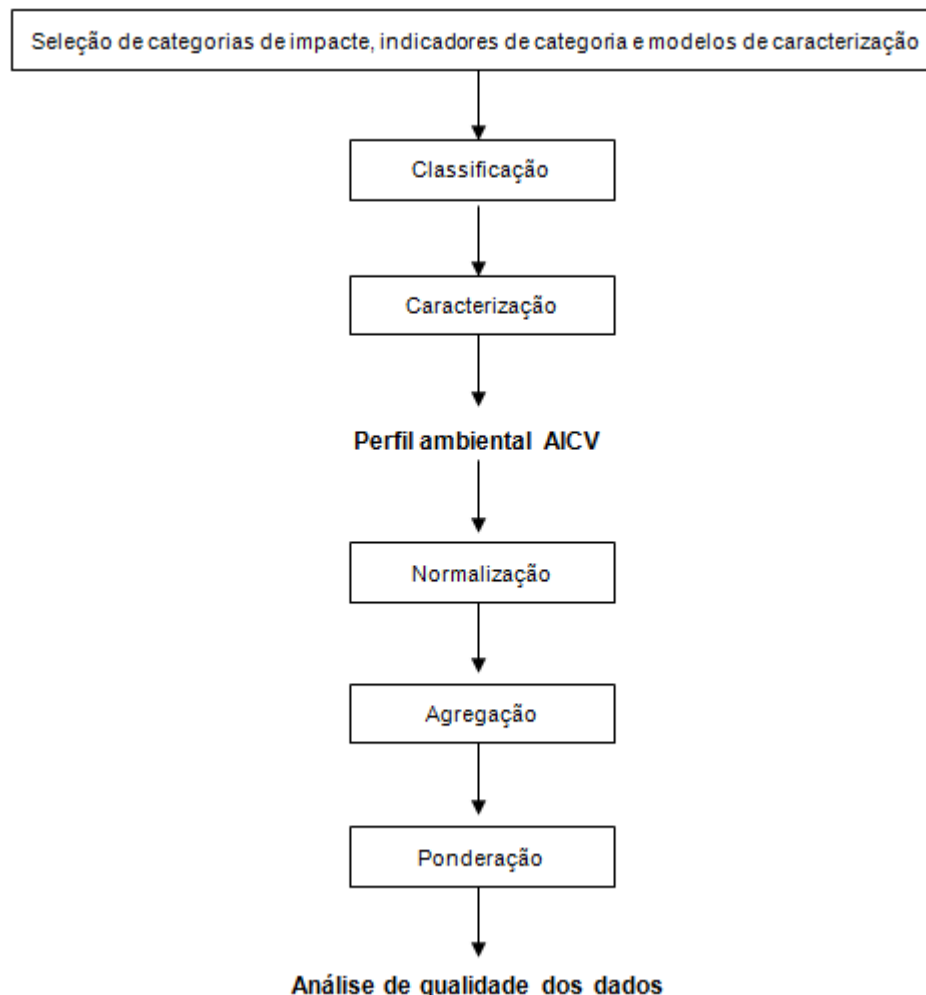 Seleção de categorias de impacte, indicadores de categoria e modelos de caracterização
Classificação
Caracterização
Perfil ambiental AICV
Normalização
Agregação
Ponderação
Análise de qualidade dos dados